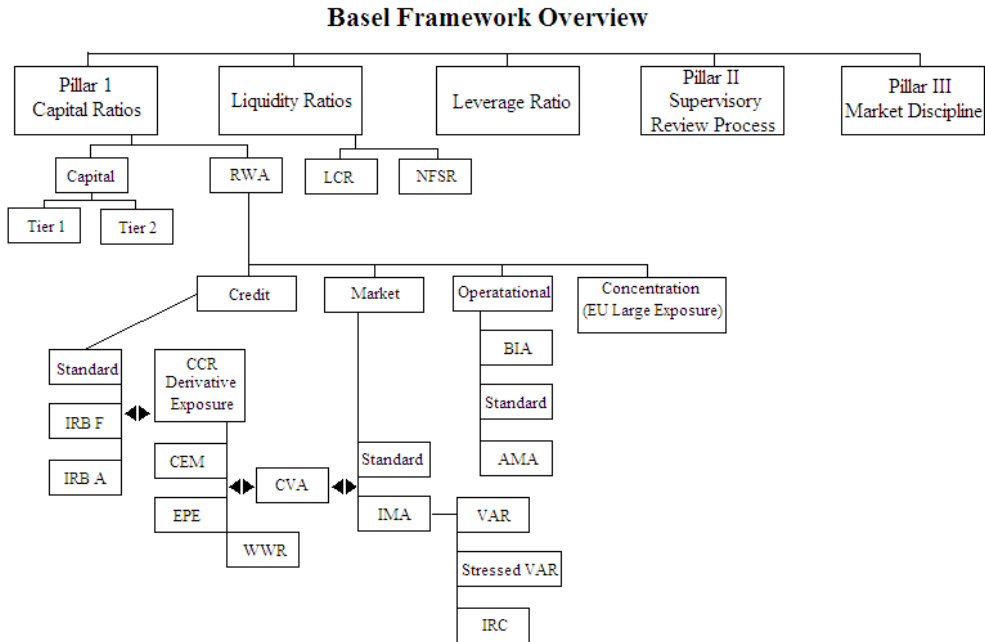 Basel Framework Overview
Pillar 1
Capital Ratios
Liquidity Ratios
Leverage Ratio
Pillar II
Supervisory
Review Process
Pillar III
Market Discipline
Capital
RWA
LCR
NFSR
Tier 1
Tier 2
Credit
Market
Operatational
Concentration
(EU Large Exposure)
Standard
IRB F
IRB A
CCR
Derivative
Exposure
CEM
EPE
WWR
CVA
Standard
IMA
VAR
Stressed VAR
IRC
BIA
Standard
AMA